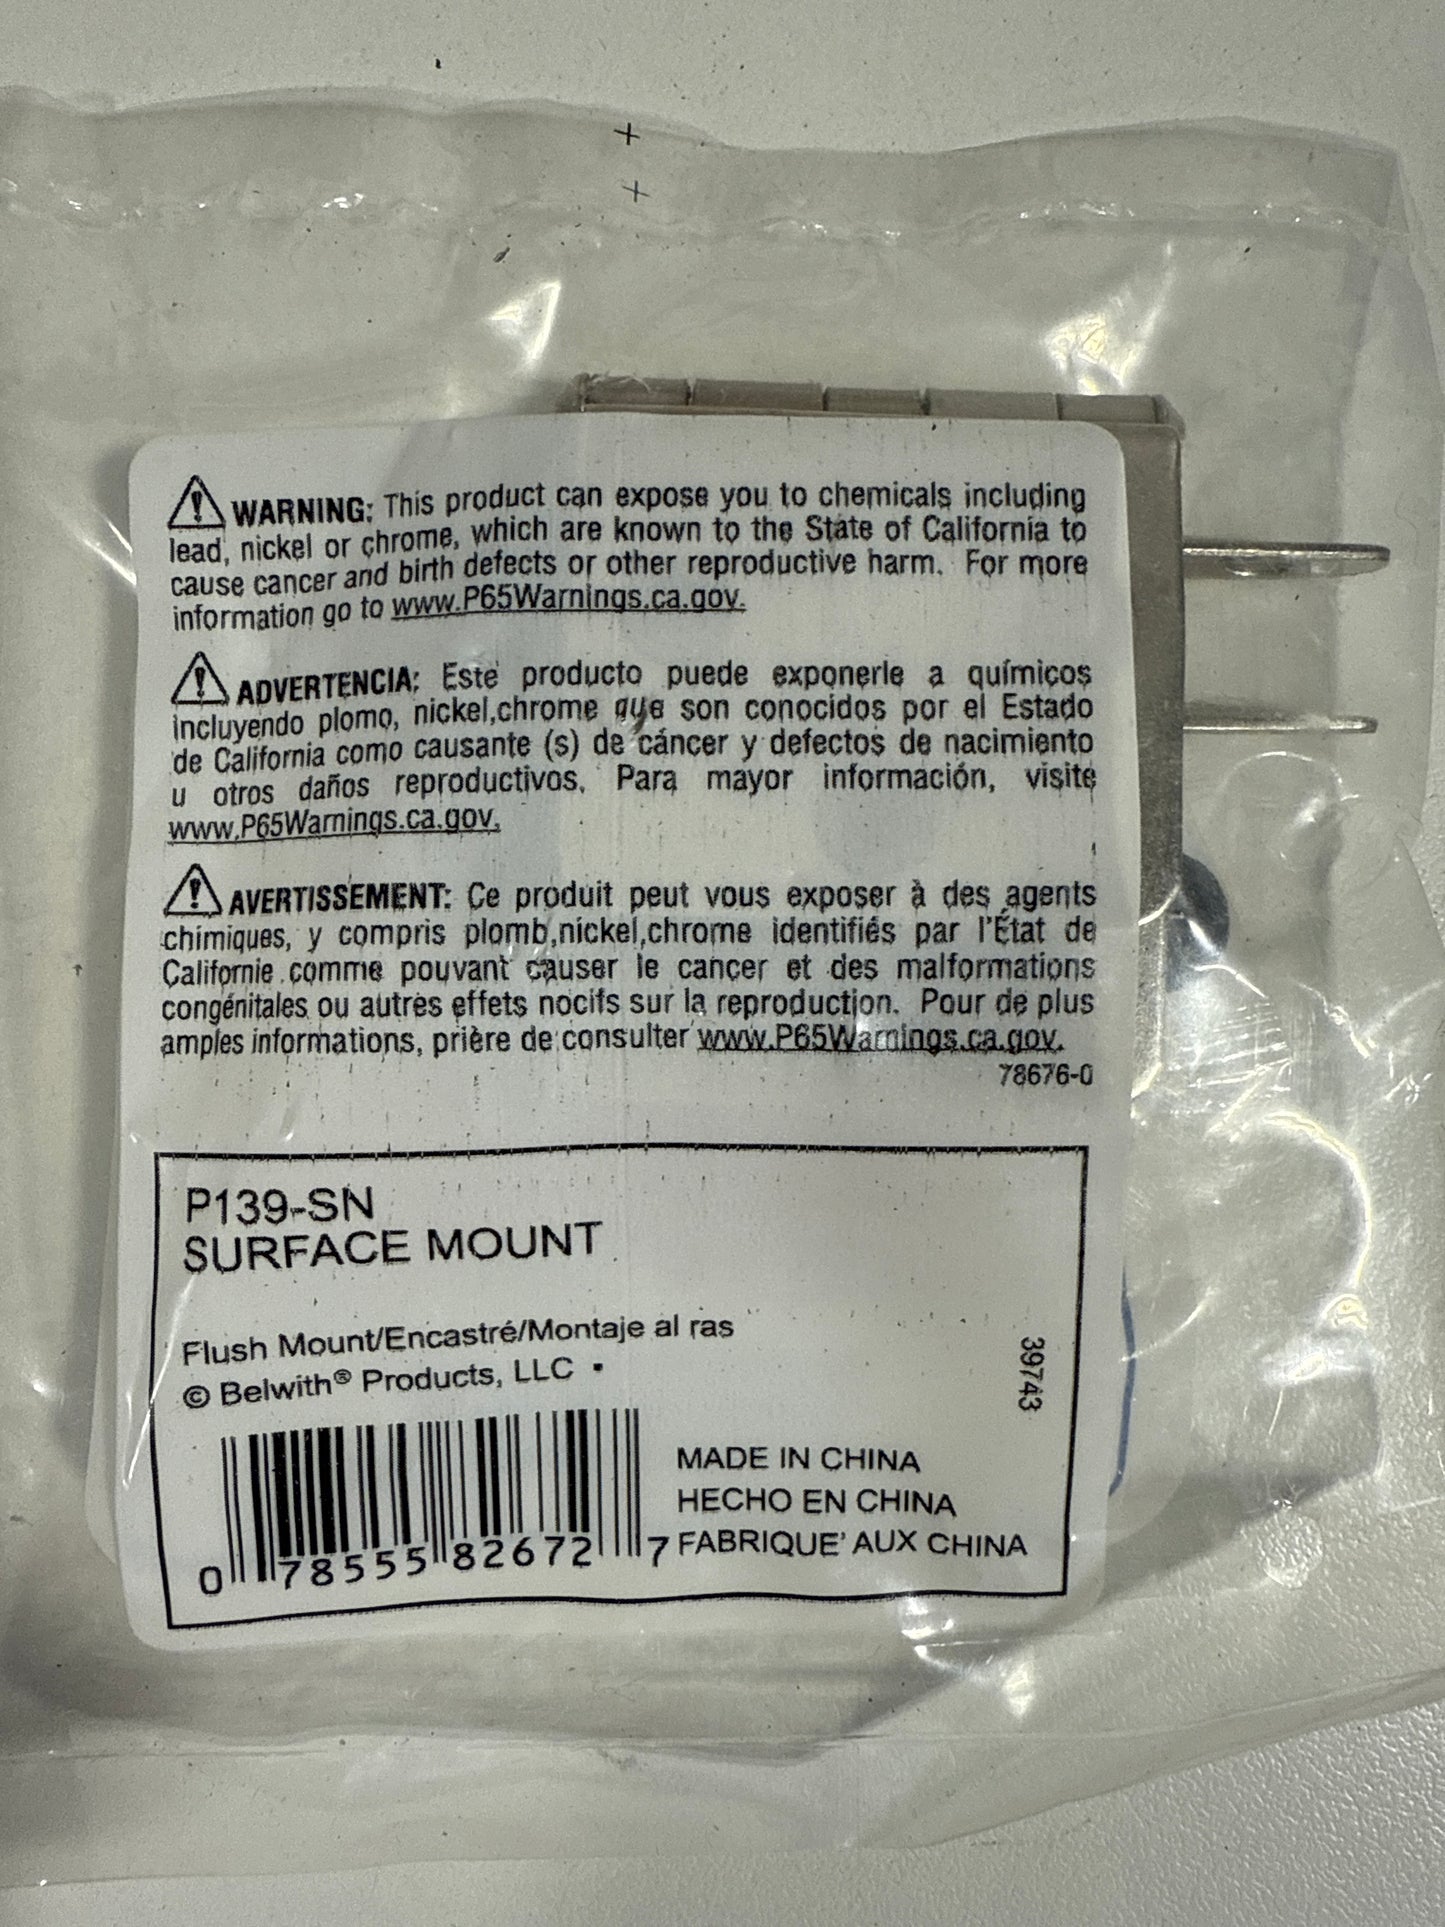 WARNING: This product can expose you to chemicals including
lead, nickel or chrome, which are known to the State of California to
cause cancer and birth defects or other reproductive harm. For more
information go to www.P65Warnings.ca.gov.
ADVERTENCIA: Este producto puede exponerle a químicos
incluyendo plomo, nickel,chrome que son conocidos por el Estado
de California como causante (s) de cáncer y defectos de nacimiento
u otros daños reproductivos. Para mayor información, visite
www.P65Warnings.ca.gov.
AVERTISSEMENT: Ce produit peut vous exposer à des agents
chimiques, y compris plomb,nickel,chrome identifiés par l'État de
Californie comme pouvant causer le cancer et des malformations
congénitales ou autres effets nocifs sur la reproduction. Pour de plus
amples informations, prière de consulter www.P65Warnings.ca.gov.
78676-0
P139-SN
SURFACE MOUNT
Flush Mount/Encastré/Montaje al ras
© Belwith® Products, LLC •
39743
MADE IN CHINA
HECHO EN CHINA
FABRIQUE' AUX CHINA
0 78555 82672 7